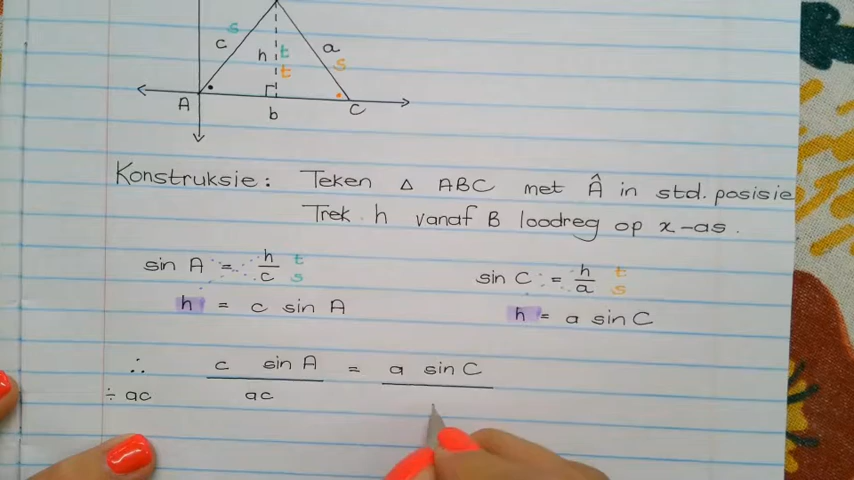 c s
h t a
t s
A b C
Konstruksie: Teken △ ABC met Â in std. posisie
Trek h vanaf B loodreg op x-as.
sin A = h/c t s
sin C = h/a t s
h = c sin A
h = a sin C
∴ c sin A = a sin C
÷ ac ac